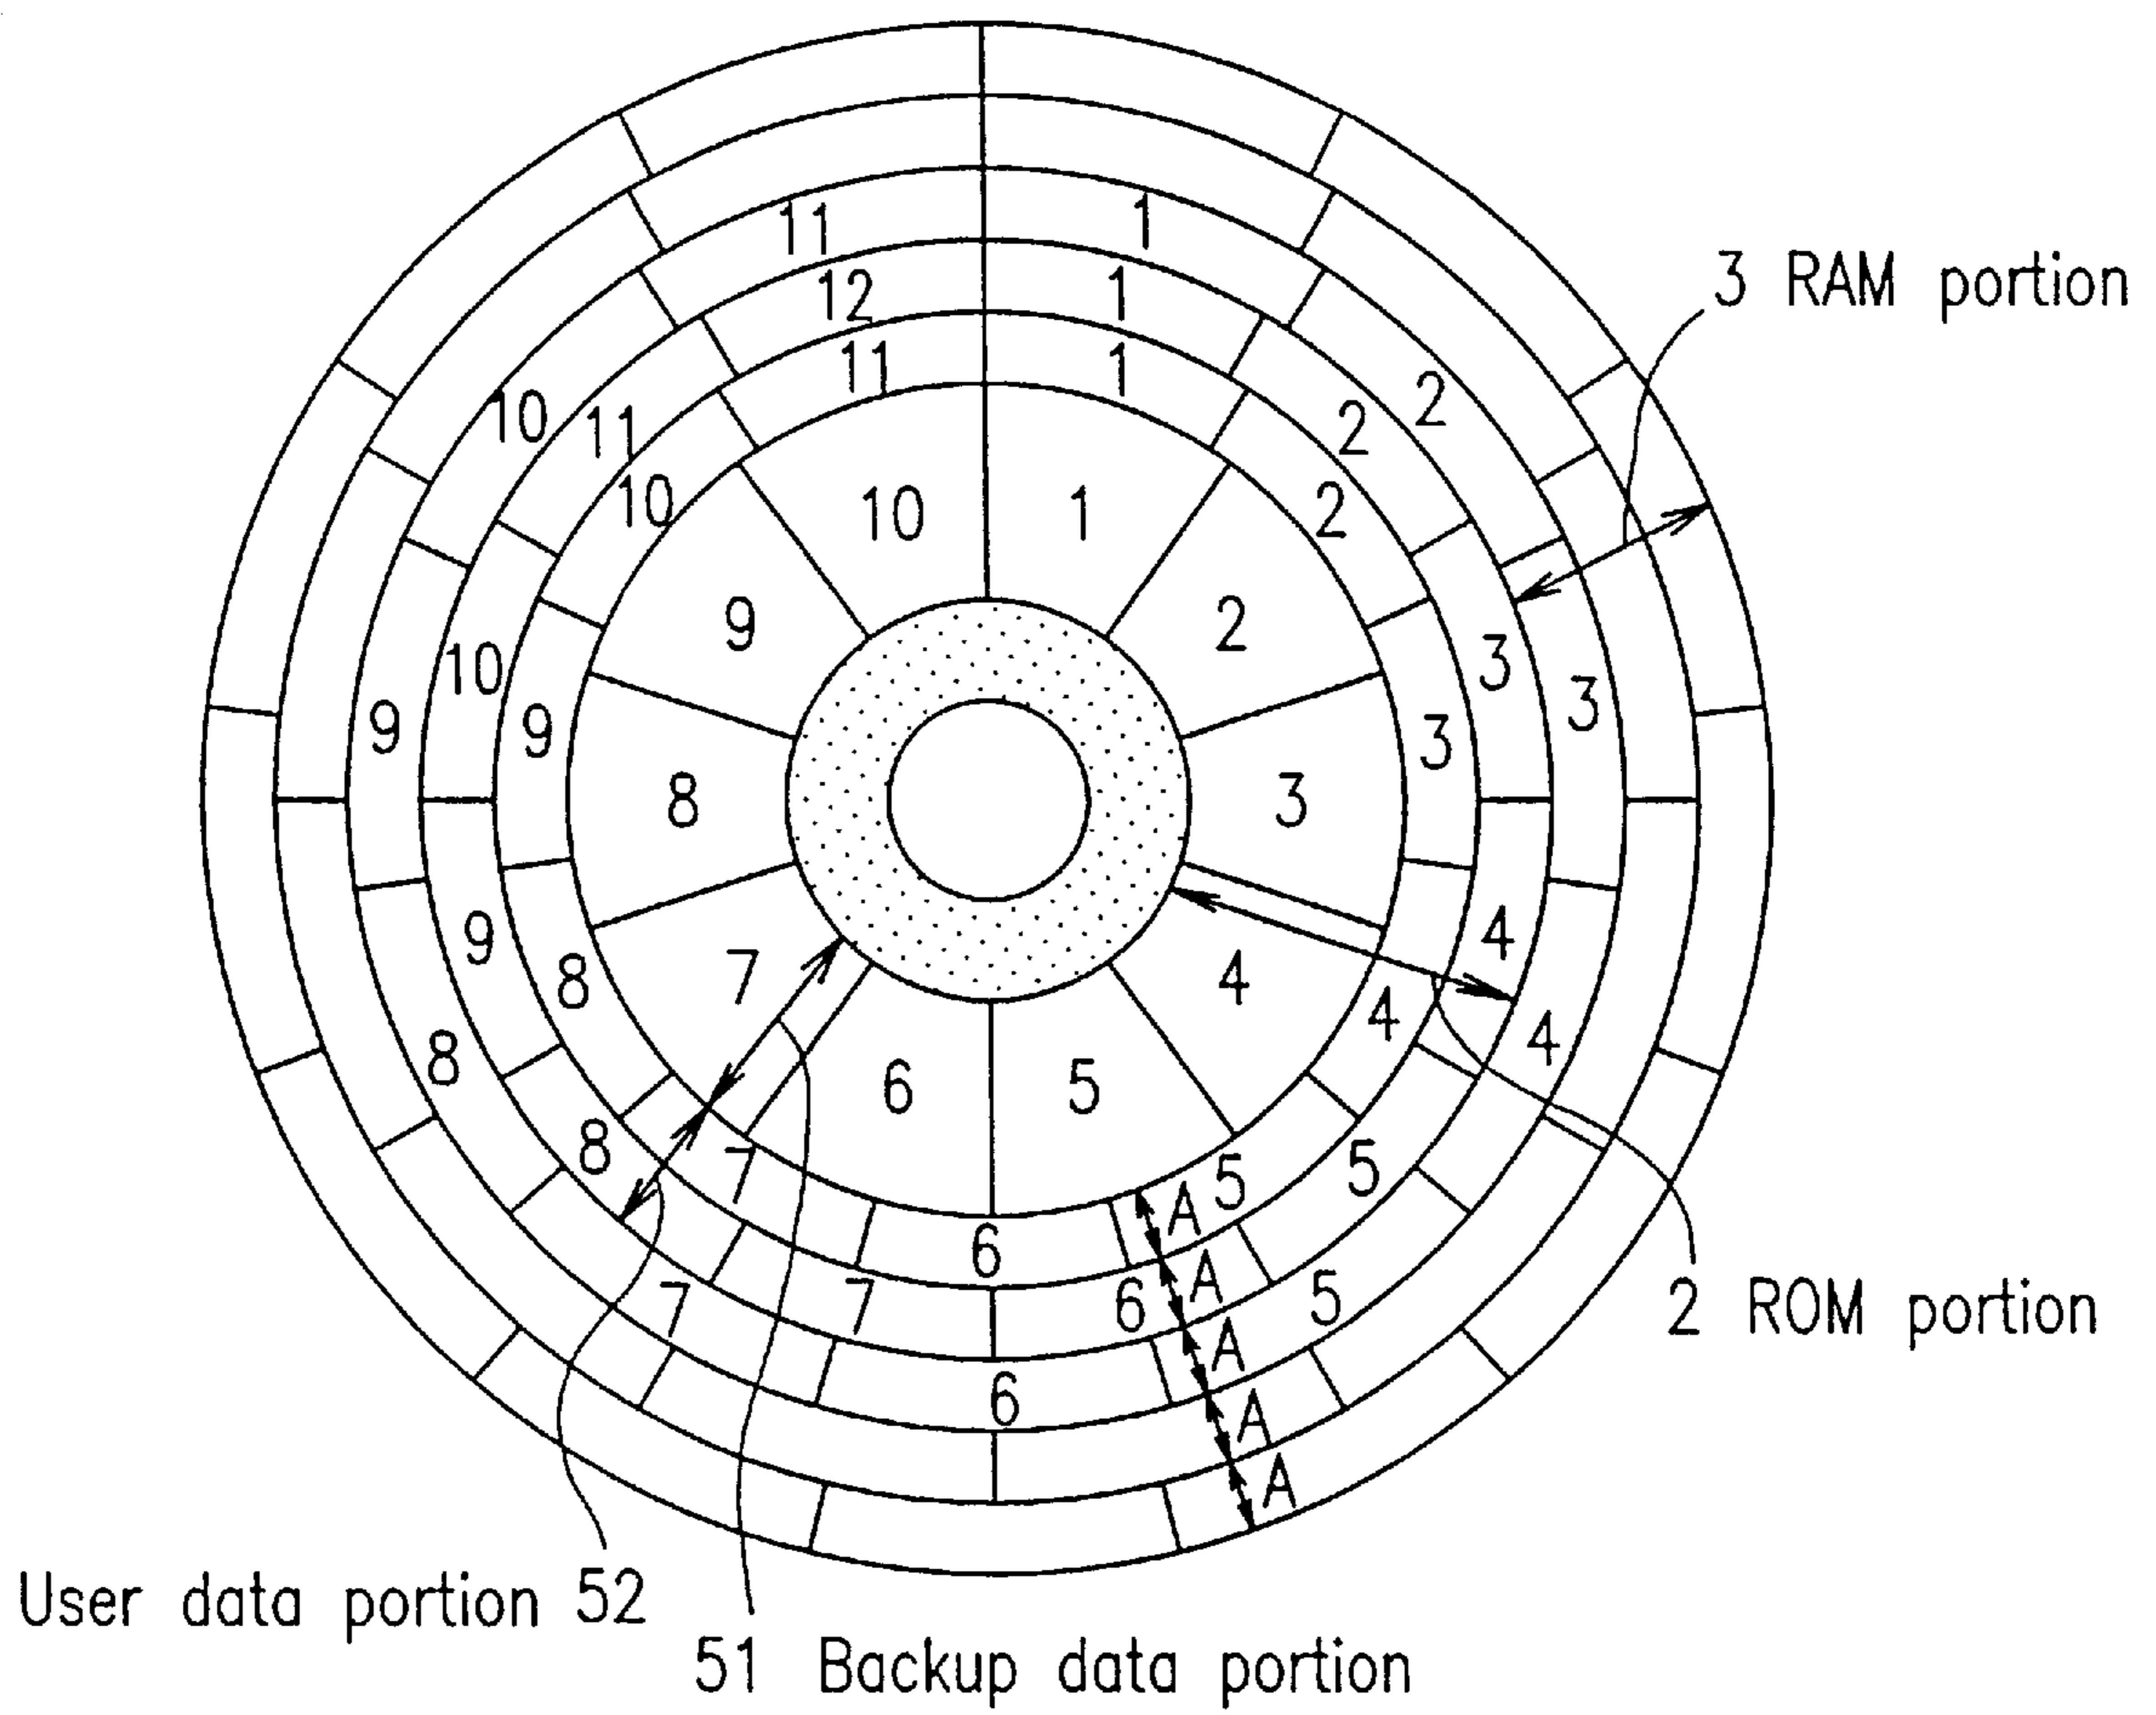 11 1
12 1
11 1
3 RAM portion
10 11 2 2
10 10 1 2
9 2
10 3 3
9 9 3
8 3
9 8 7 4 4
8 4 4
6 5
8 7 5 5
A
6 A
7 7 6 5
A
6 A
A
2 ROM portion
User data portion 52
51 Backup data portion